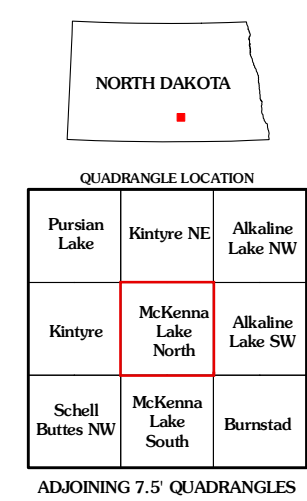 NORTH DAKOTA
QUADRANGLE LOCATION
Pursian
Lake
Kintyre NE
Alkaline
Lake NW
Kintyre
McKenna
Lake
North
Alkaline
Lake SW
Schell
Buttes NW
McKenna
Lake
South
Burnstad
ADJOINING 7.5' QUADRANGLES